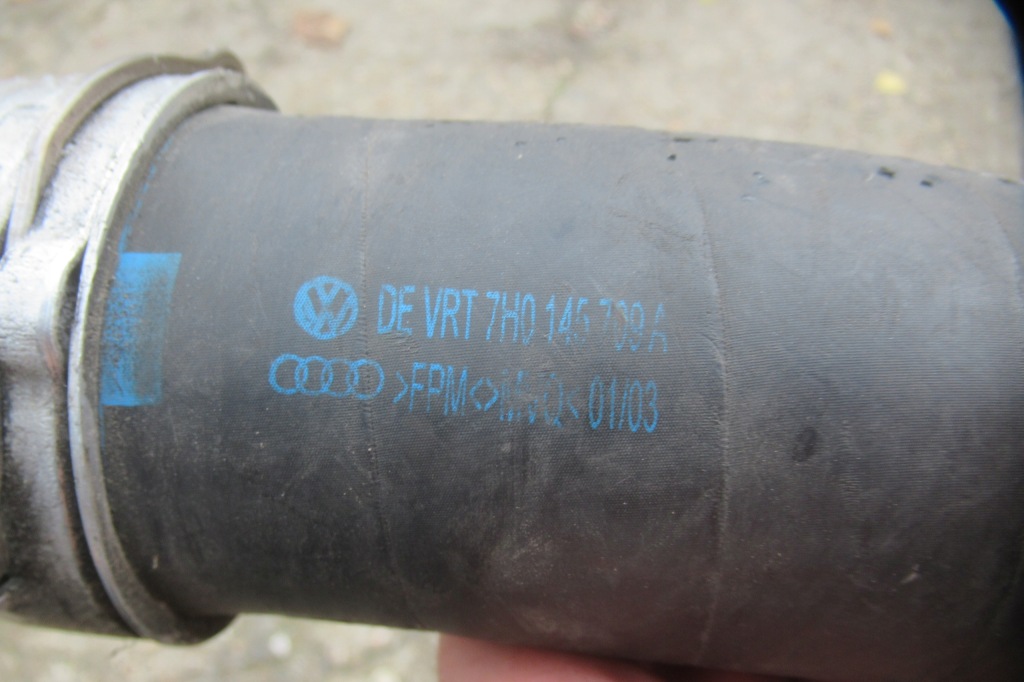 DE VRT 7H0 145 709 A
>FPM<> < 01/03